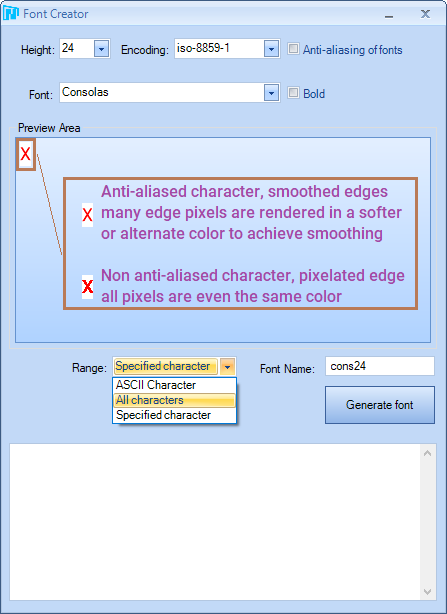 Font Creator
Height: 24 Encoding: iso-8859-1 Anti-aliasing of fonts
Font: Consolas Bold
Preview Area
X
X Anti-aliased character, smoothed edges
many edge pixels are rendered in a softer
or alternate color to achieve smoothing
X Non anti-aliased character, pixelated edge
all pixels are even the same color
Range: Specified character Font Name: cons24
ASCII Character
All characters
Specified character
Generate font